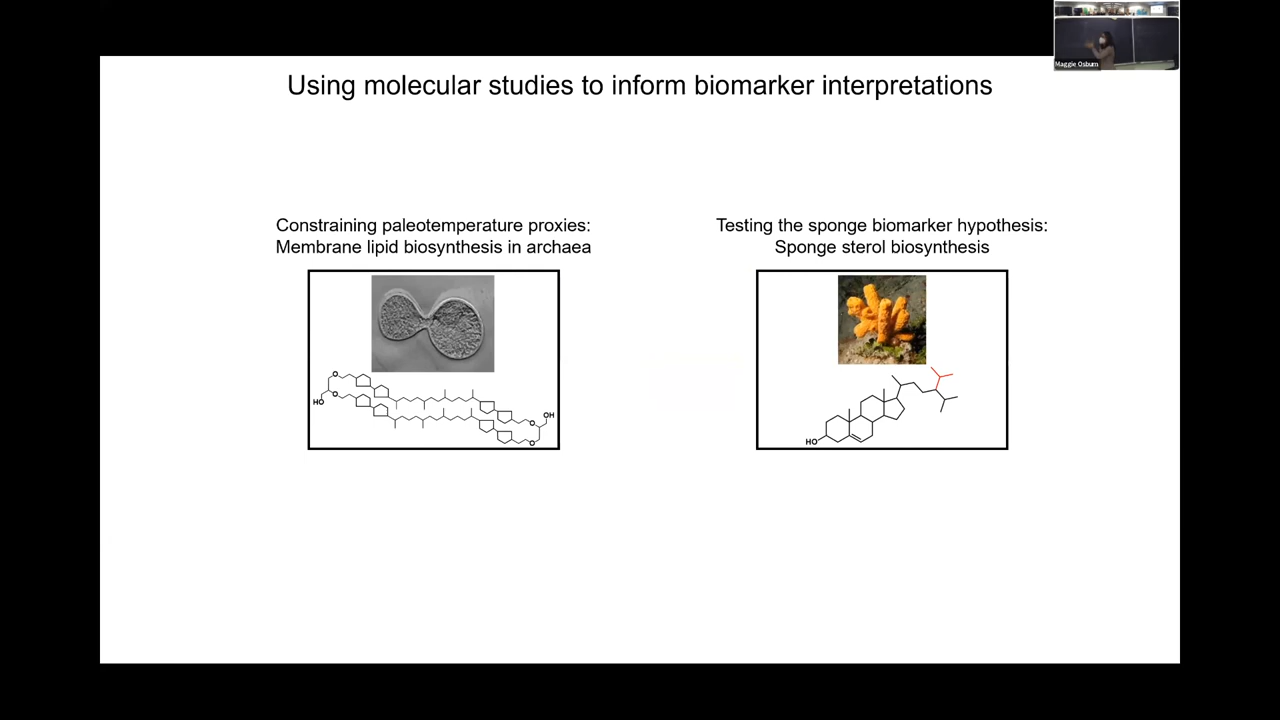 Maggie Osburn
Using molecular studies to inform biomarker interpretations
Constraining paleotemperature proxies:
Membrane lipid biosynthesis in archaea
Testing the sponge biomarker hypothesis:
Sponge sterol biosynthesis
O
O
HO
OH
O
O
HO